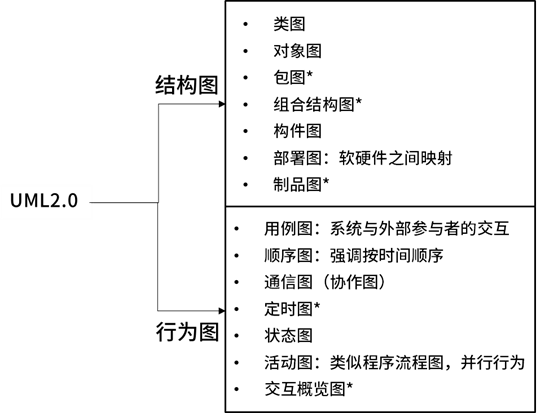 UML2.0
结构图
• 类图
• 对象图
• 包图*
• 组合结构图*
• 构件图
• 部署图：软硬件之间映射
• 制品图*
行为图
• 用例图：系统与外部参与者的交互
• 顺序图：强调按时间顺序
• 通信图（协作图）
• 定时图*
• 状态图
• 活动图：类似程序流程图，并行行为
• 交互概览图*